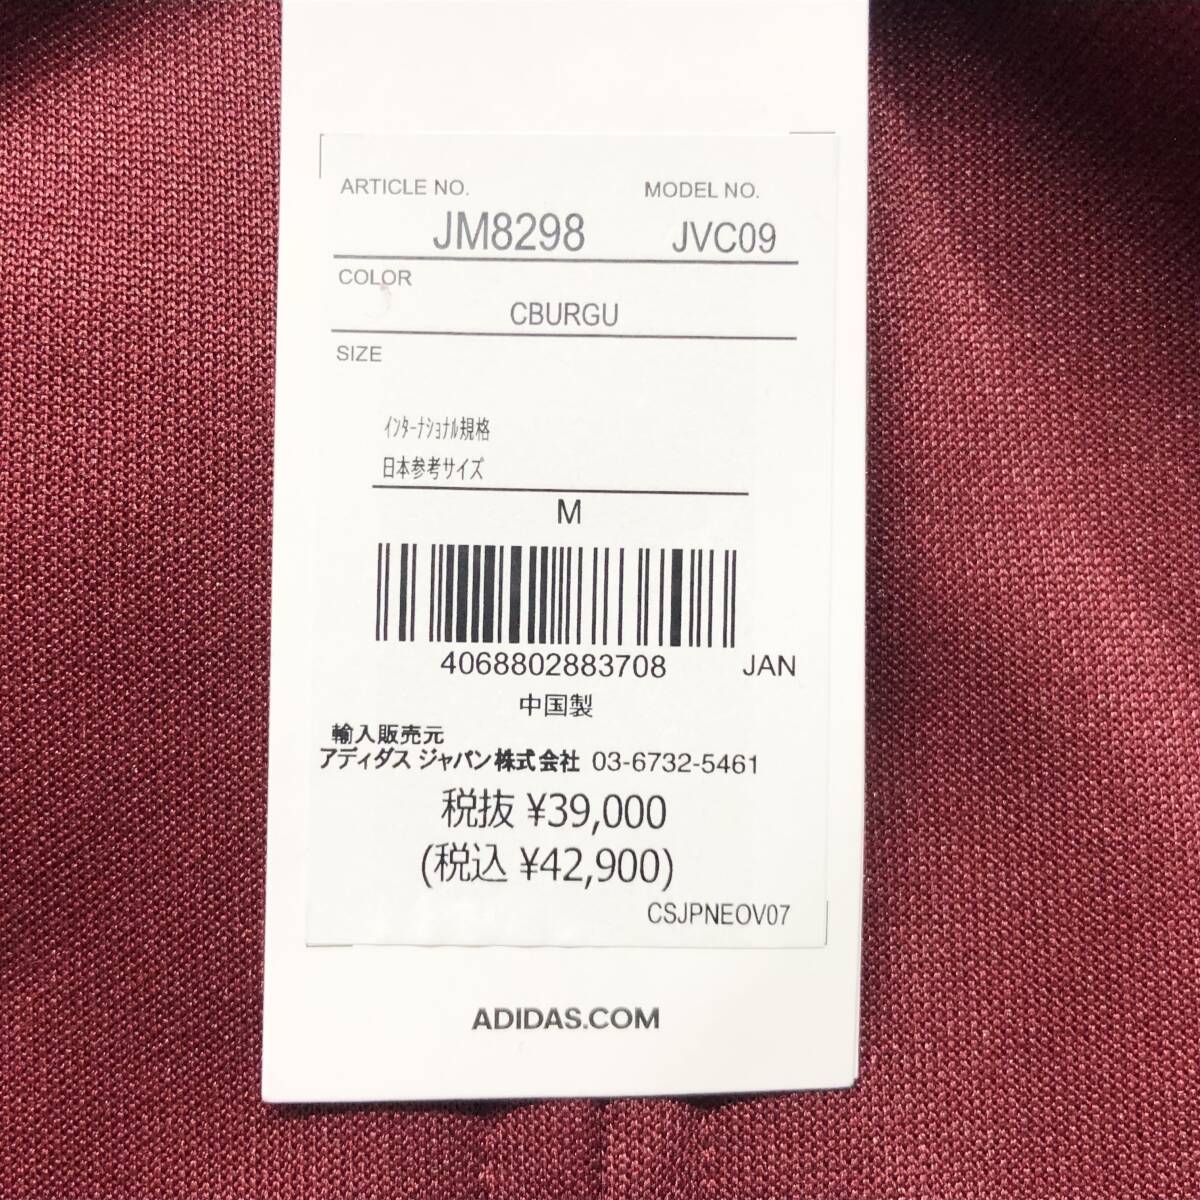 ARTICLE NO. MODEL NO.
JM8298 JVC09
COLOR
CBURGU
SIZE
ｲﾝﾀｰﾅｼｮﾅﾙ規格
日本参考サイズ
M
4068802883708 JAN
中国製
輸入販売元
アディダス ジャパン株式会社 03-6732-5461
税抜 ¥39,000
(税込 ¥42,900)
CSJPNEOV07
ADIDAS.COM